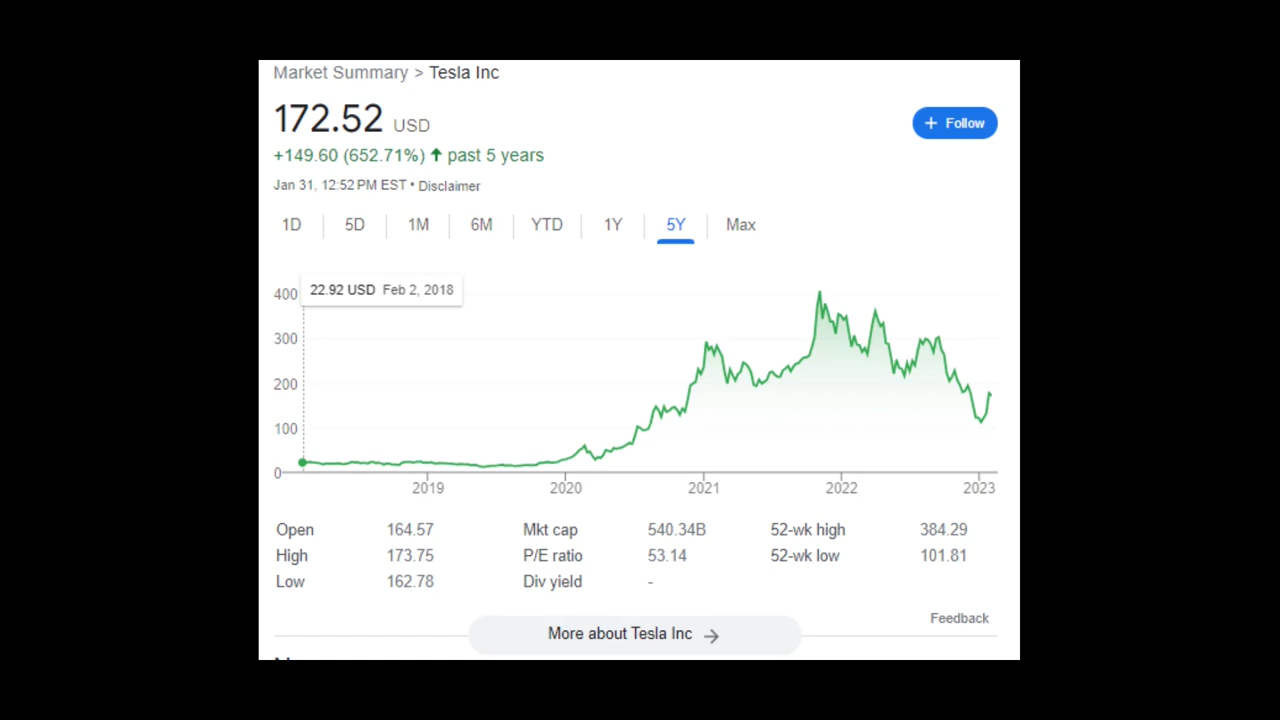 Market Summary > Tesla Inc
172.52 USD
+ Follow
+149.60 (652.71%) ↑ past 5 years
Jan 31, 12:52 PM EST • Disclaimer
1D 5D 1M 6M YTD 1Y 5Y Max
22.92 USD Feb 2, 2018
400
300
200
100
0
2019 2020 2021 2022 2023
Open 164.57 Mkt cap 540.34B 52-wk high 384.29
High 173.75 P/E ratio 53.14 52-wk low 101.81
Low 162.78 Div yield -
Feedback
More about Tesla Inc →